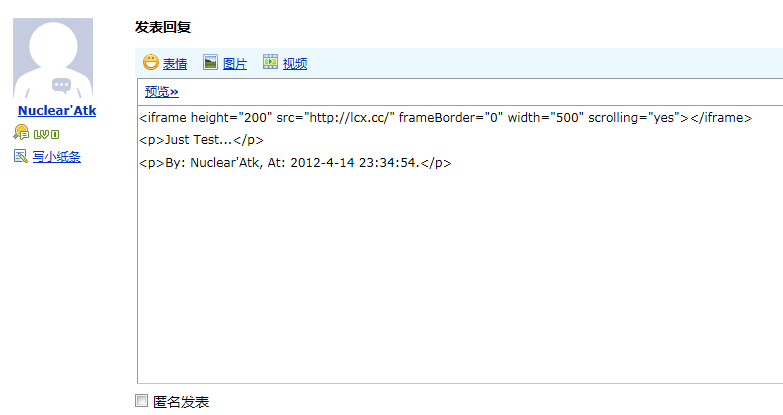 发表回复
表情 图片 视频
Nuclear'Atk
LV 1
写小纸条
预览»
<iframe height="200" src="http://lcx.cc/" frameBorder="0" width="500" scrolling="yes"></iframe>
<p>Just Test...</p>
<p>By: Nuclear'Atk, At: 2012-4-14 23:34:54.</p>
匿名发表